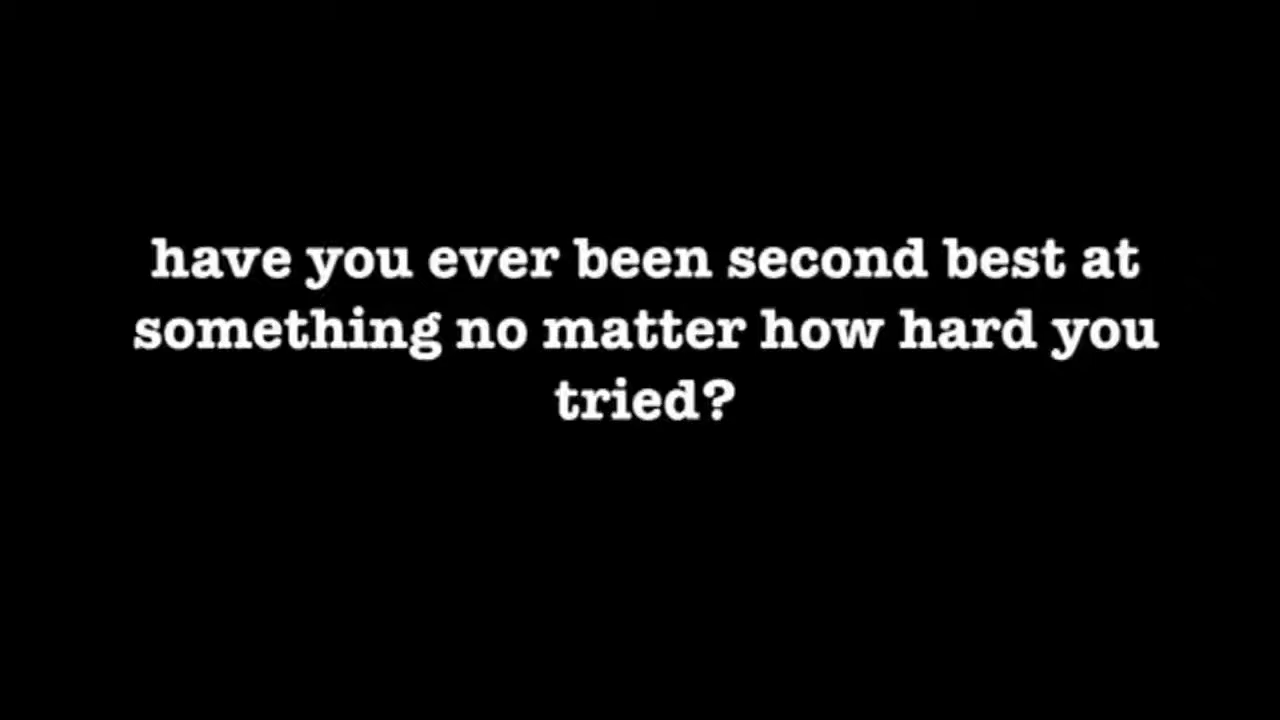 have you ever been second best at
something no matter how hard you
tried?